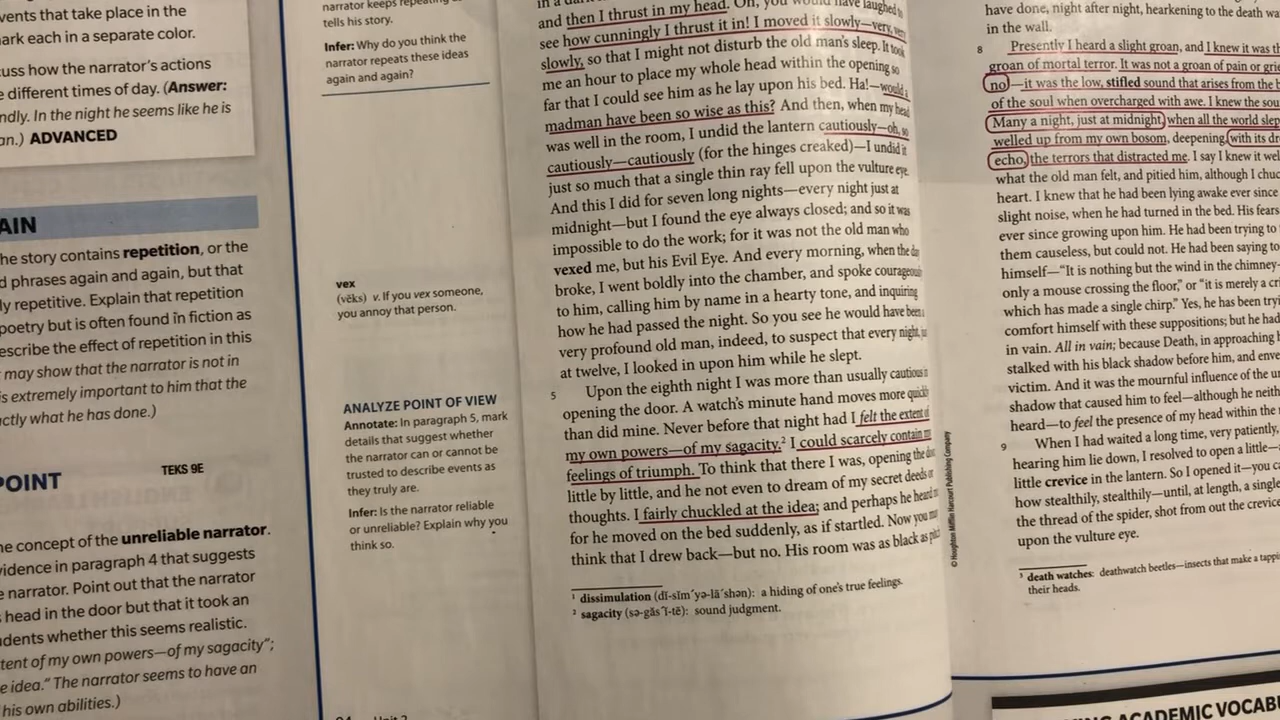 vents that take place in the
ark each in a separate color.
cuss how the narrator's actions
e different times of day. (Answer:
ndly. In the night he seems like he is
an.) ADVANCED
AIN
he story contains repetition, or the
d phrases again and again, but that
ly repetitive. Explain that repetition
poetry but is often found in fiction as
escribe the effect of repetition in this
may show that the narrator is not in
is extremely important to him that the
ctly what he has done.)
POINT
TEKS 9E
he concept of the unreliable narrator.
vidence in paragraph 4 that suggests
e narrator. Point out that the narrator
head in the door but that it took an
udents whether this seems realistic.
tent of my own powers—of my sagacity";
e idea." The narrator seems to have an
his own abilities.)
narrator keeps repeating
tells his story.
Infer: Why do you think the
narrator repeats these ideas
again and again?
vex
(vĕks) v. If you vex someone,
you annoy that person.
ANALYZE POINT OF VIEW
Annotate: In paragraph 5, mark
details that suggest whether
the narrator can or cannot be
trusted to describe events as
they truly are.
Infer: Is the narrator reliable
or unreliable? Explain why you
think so.
Unit 2
and then I thrust in my head. Oh, you would have laughed to
see how cunningly I thrust it in! I moved it slowly—very, very
slowly, so that I might not disturb the old man's sleep. It took
me an hour to place my whole head within the opening so
far that I could see him as he lay upon his bed. Ha!—would a
madman have been so wise as this? And then, when my head
was well in the room, I undid the lantern cautiously—oh, so
cautiously—cautiously (for the hinges creaked)—I undid it
just so much that a single thin ray fell upon the vulture eye.
And this I did for seven long nights—every night just at
midnight—but I found the eye always closed; and so it was
impossible to do the work; for it was not the old man who
vexed me, but his Evil Eye. And every morning, when the day
broke, I went boldly into the chamber, and spoke courageously
to him, calling him by name in a hearty tone, and inquiring
how he had passed the night. So you see he would have been a
very profound old man, indeed, to suspect that every night, just
at twelve, I looked in upon him while he slept.
5 Upon the eighth night I was more than usually cautious in
opening the door. A watch's minute hand moves more quickly
than did mine. Never before that night had I felt the extent of
my own powers—of my sagacity.² I could scarcely contain my
feelings of triumph. To think that there I was, opening the door
little by little, and he not even to dream of my secret deeds or
thoughts. I fairly chuckled at the idea; and perhaps he heard me
for he moved on the bed suddenly, as if startled. Now you may
think that I drew back—but no. His room was as black as pitch
¹ dissimulation (dĭ-sĭm´yə-lā´shən): a hiding of one's true feelings.
² sagacity (sə-găs´ĭ-tē): sound judgment.
© Houghton Mifflin Harcourt Publishing Company
have done, night after night, hearkening to the death wa
in the wall.
8 Presently I heard a slight groan, and I knew it was th
groan of mortal terror. It was not a groan of pain or grie
no—it was the low, stifled sound that arises from the b
of the soul when overcharged with awe. I knew the sou
Many a night, just at midnight, when all the world slep
welled up from my own bosom, deepening, with its dr
echo, the terrors that distracted me. I say I knew it wel
what the old man felt, and pitied him, although I chuc
heart. I knew that he had been lying awake ever since
slight noise, when he had turned in the bed. His fears
ever since growing upon him. He had been trying to
them causeless, but could not. He had been saying to
himself—"It is nothing but the wind in the chimney-
only a mouse crossing the floor," or "it is merely a cri
which has made a single chirp." Yes, he has been tryi
comfort himself with these suppositions; but he had
in vain. All in vain; because Death, in approaching h
stalked with his black shadow before him, and enve
victim. And it was the mournful influence of the un
shadow that caused him to feel—although he neith
heard—to feel the presence of my head within the
9 When I had waited a long time, very patiently,
hearing him lie down, I resolved to open a little—
little crevice in the lantern. So I opened it—you c
how stealthily, stealthily—until, at length, a single
the thread of the spider, shot from out the crevic
upon the vulture eye.
³ death watches: deathwatch beetles—insects that make a tappi
their heads.
ACADEMIC VOCABU